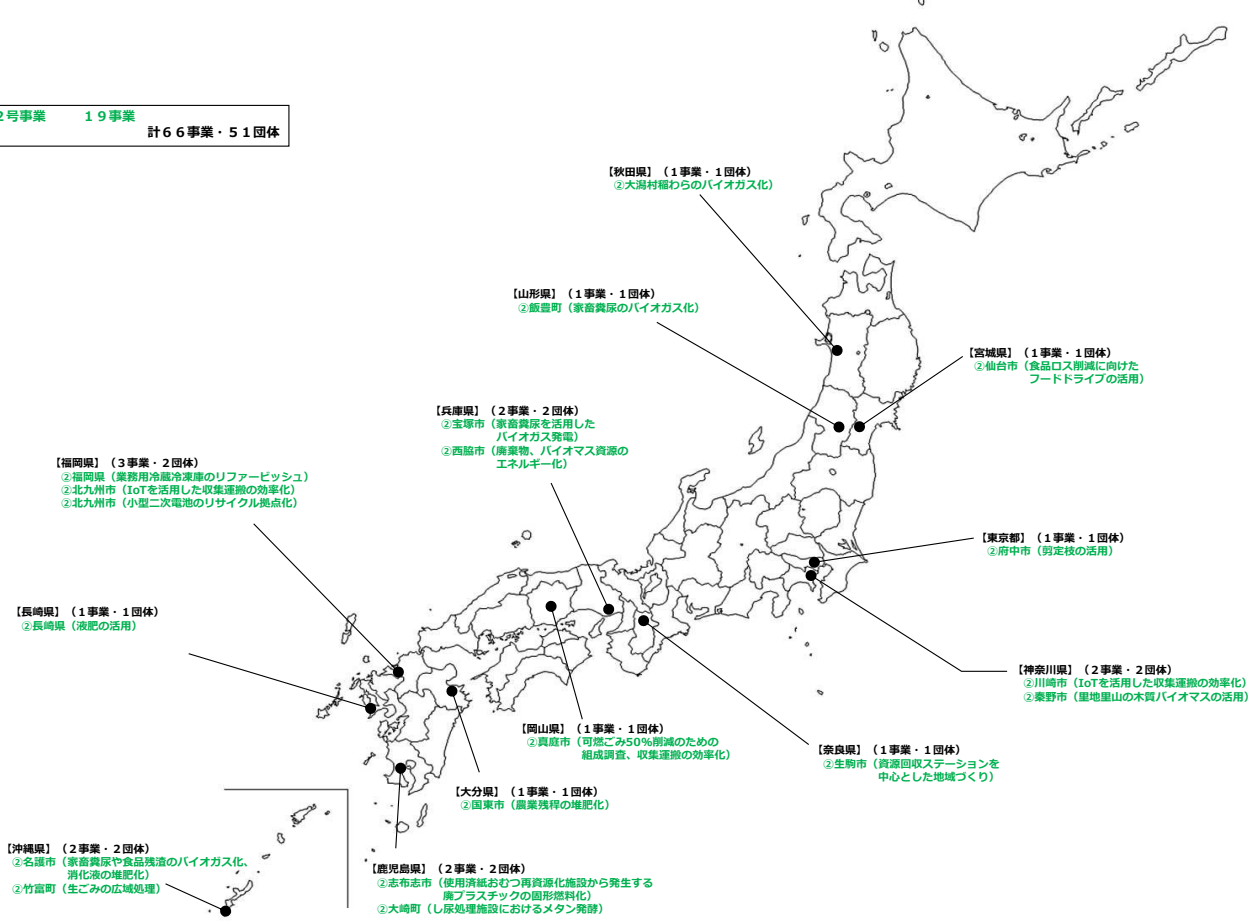 2号事業 19事業
計66事業・51団体
【秋田県】（1事業・1団体）
②大潟村稲わらのバイオガス化）
【山形県】（1事業・1団体）
②飯豊町（家畜糞尿のバイオガス化）
【宮城県】（1事業・1団体）
②仙台市（食品ロス削減に向けた
フードドライブの活用）
【兵庫県】（2事業・2団体）
②宝塚市（家畜糞尿を活用した
バイオガス発電）
②西脇市（廃棄物、バイオマス資源の
エネルギー化）
【福岡県】（3事業・2団体）
②福岡県（業務用冷蔵冷凍庫のリファービッシュ）
②北九州市（IoTを活用した収集運搬の効率化）
②北九州市（小型二次電池のリサイクル拠点化）
【東京都】（1事業・1団体）
②府中市（剪定枝の活用）
【長崎県】（1事業・1団体）
②長崎県（液肥の活用）
【神奈川県】（2事業・2団体）
②川崎市（IoTを活用した収集運搬の効率化）
②秦野市（里地里山の木質バイオマスの活用）
【岡山県】（1事業・1団体）
②真庭市（可燃ごみ50％削減のための
組成調査、収集運搬の効率化）
【奈良県】（1事業・1団体）
②生駒市（資源回収ステーションを
中心とした地域づくり）
【大分県】（1事業・1団体）
②国東市（農業残稈の堆肥化）
【沖縄県】（2事業・2団体）
②名護市（家畜糞尿や食品残渣のバイオガス化、
消化液の堆肥化）
②竹富町（生ごみの広域処理）
【鹿児島県】（2事業・2団体）
②志布志市（使用済紙おむつ再資源化施設から発生する
廃プラスチックの固形燃料化）
②大崎町（し尿処理施設におけるメタン発酵）